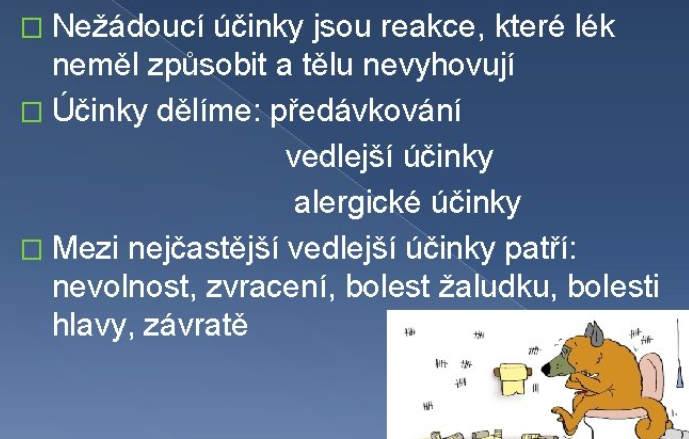 Nežádoucí účinky jsou reakce, které lék
neměl způsobit a tělu nevyhovují
Účinky dělíme: předávkování
vedlejší účinky
alergické účinky
Mezi nejčastější vedlejší účinky patří:
nevolnost, zvracení, bolest žaludku, bolesti
hlavy, závratě